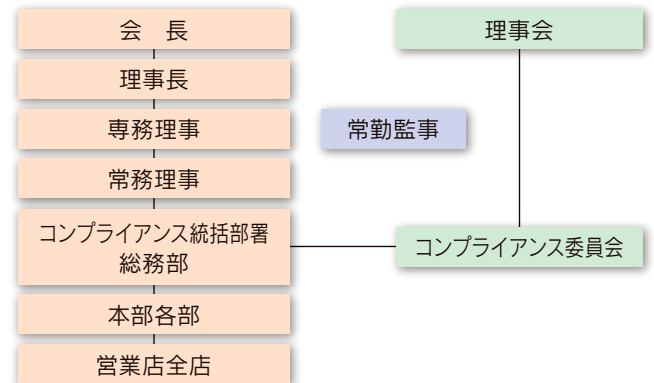 会　長
理事長
専務理事
常務理事
コンプライアンス統括部署
総務部
本部各部
営業店全店
常勤監事
理事会
コンプライアンス委員会